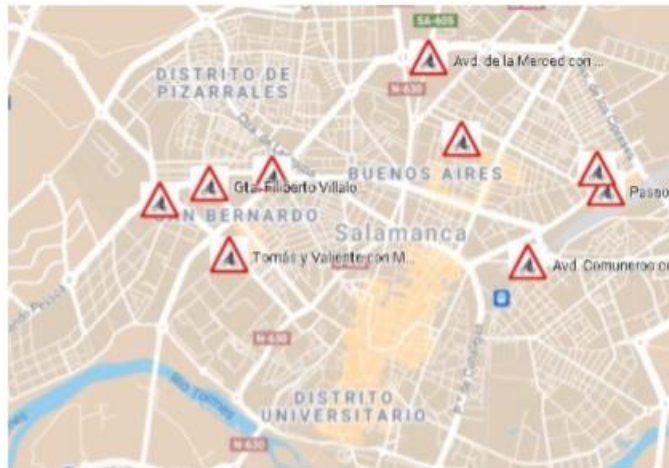 SA-605
Avd. de la Merced con ...
DISTRITO DE
PIZARRALES
N-630
BUENOS AIRES
Gta. Filiberto Villalo...
Paseo
SAN BERNARDO
Salamanca
Tomás y Valiente con M...
Avd. Comuneros co
N-630
Río Tormes
DISTRITO
UNIVERSITARIO
N-630